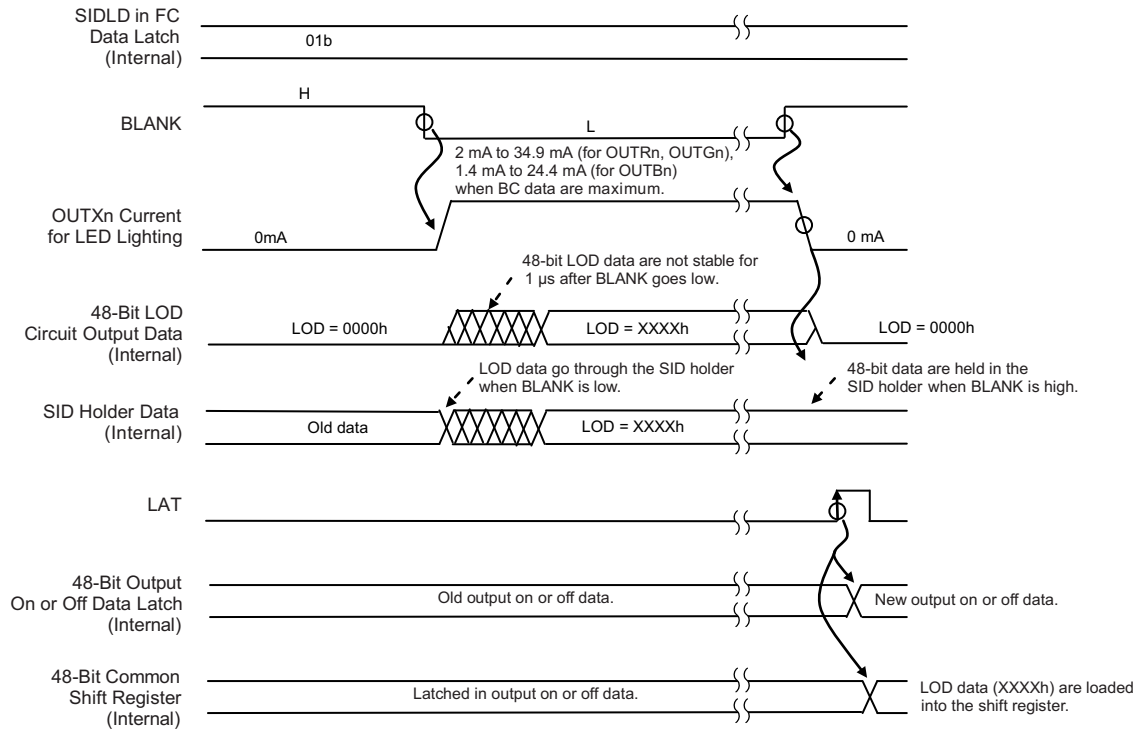 SIDLD in FC
Data Latch
(Internal)
01b
H
BLANK
L
2 mA to 34.9 mA (for OUTRn, OUTGn),
1.4 mA to 24.4 mA (for OUTBn)
when BC data are maximum.
OUTXn Current
for LED Lighting
0mA
0 mA
48-bit LOD data are not stable for
1 µs after BLANK goes low.
48-Bit LOD
Circuit Output Data
(Internal)
LOD = 0000h
LOD = XXXXh
LOD = 0000h
LOD data go through the SID holder
when BLANK is low.
48-bit data are held in the
SID holder when BLANK is high.
SID Holder Data
(Internal)
Old data
LOD = XXXXh
LAT
48-Bit Output
On or Off Data Latch
(Internal)
Old output on or off data.
New output on or off data.
48-Bit Common
Shift Register
(Internal)
Latched in output on or off data.
LOD data (XXXXh) are loaded
into the shift register.